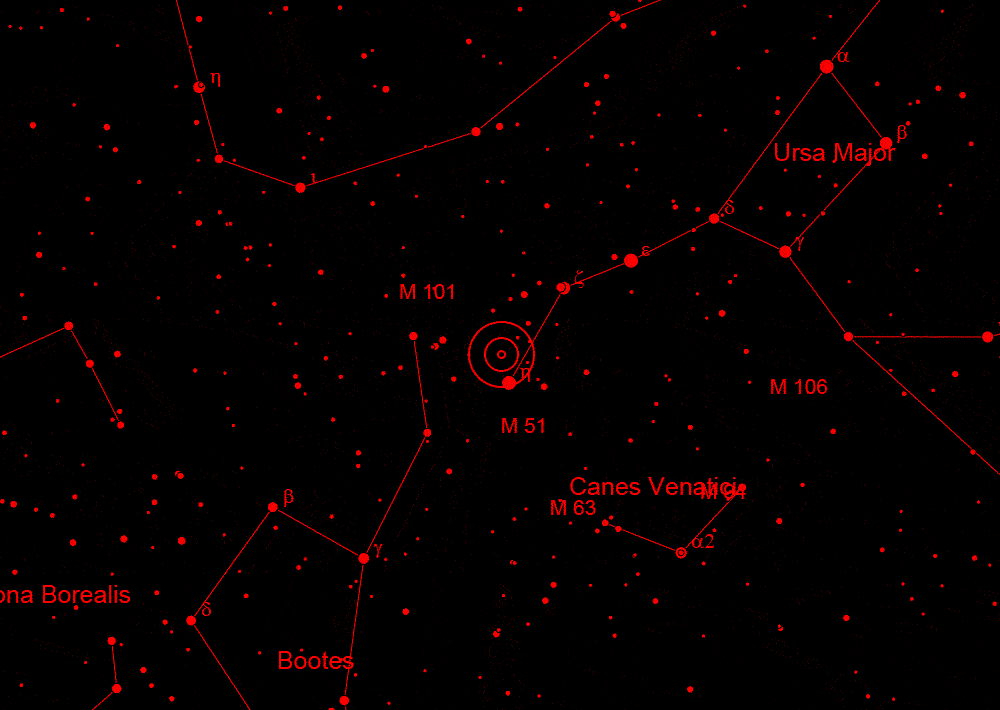 α
η
β
Ursa Major
ι
δ
γ
ε
ζ
M 101
η
M 106
M 51
Canes Venatici
M 94
β
M 63
α2
γ
ona Borealis
δ
Bootes